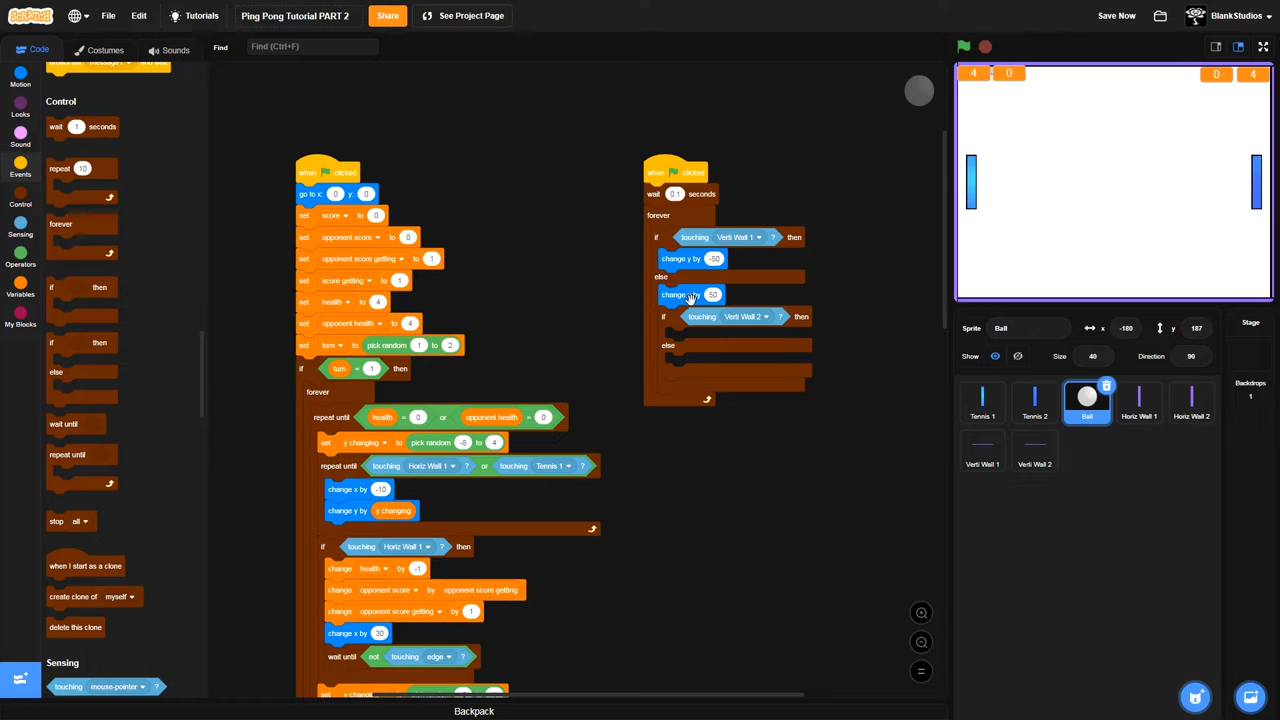 SCRATCH File Edit Tutorials Ping Pong Tutorial PART 2 Share See Project Page Save Now BlankStudios
Code Costumes Sounds Find Find (Ctrl+F)
Motion
Looks
Sound
Events
Control
Sensing
Operators
Variables
My Blocks
Control
wait 1 seconds
repeat 10
forever
if then
if then
else
wait until
repeat until
stop all
when I start as a clone
create clone of myself
delete this clone
Sensing
touching mouse-pointer ?
when clicked
go to x: 0 y: 0
set score to 0
set opponent score to 0
set opponent score getting to 1
set score getting to 1
set health to 4
set opponent health to 4
set turn to pick random 1 to 2
if turn = 1 then
forever
repeat until health = 0 or opponent health = 0
set y changing to pick random -8 to 4
repeat until touching Horiz Wall 1 ? or touching Tennis 1 ?
change x by -10
change y by y changing
if touching Horiz Wall 1 ? then
change health by -1
change opponent score by opponent score getting
change opponent score getting by 1
change x by 30
wait until not touching edge ?
when clicked
wait 0.1 seconds
forever
if touching Verti Wall 1 ? then
change y by -50
else
change y by 50
if touching Verti Wall 2 ? then
else
4 0 0 4
Sprite Ball x -180 y 187
Show Size 40 Direction 90
Tennis 1 Tennis 2 Ball Horiz Wall 1 Horiz Wall 2
Verti Wall 1 Verti Wall 2
Stage
Backdrops
1
Backpack